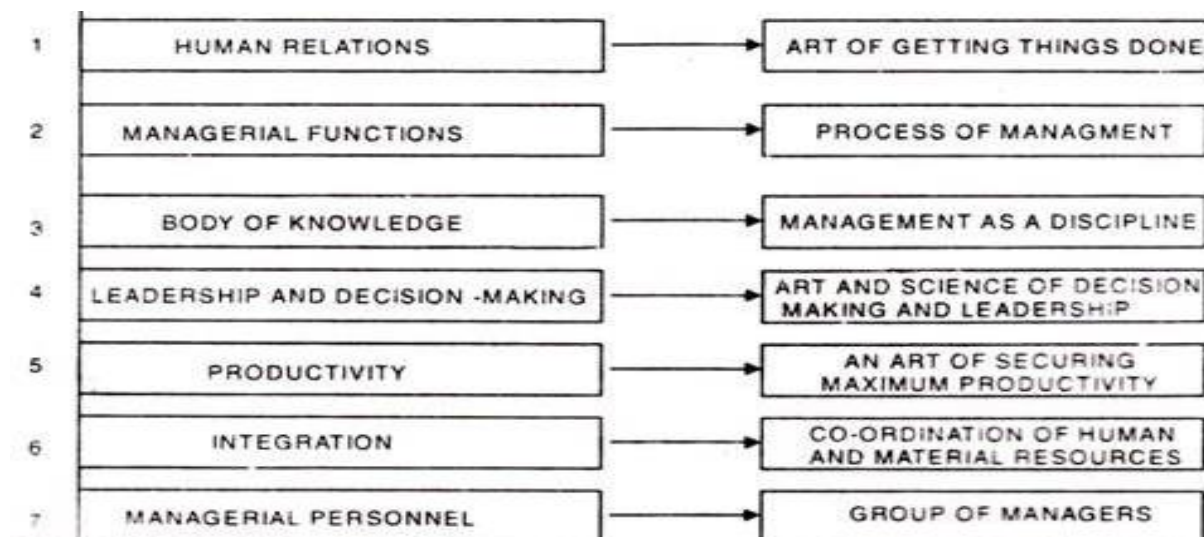 1 HUMAN RELATIONS ART OF GETTING THINGS DONE
2 MANAGERIAL FUNCTIONS PROCESS OF MANAGMENT
3 BODY OF KNOWLEDGE MANAGEMENT AS A DISCIPLINE
4 LEADERSHIP AND DECISION -MAKING ART AND SCIENCE OF DECISION
MAKING AND LEADERSHIP
5 PRODUCTIVITY AN ART OF SECURING
MAXIMUM PRODUCTIVITY
6 INTEGRATION CO-ORDINATION OF HUMAN
AND MATERIAL RESOURCES
7 MANAGERIAL PERSONNEL GROUP OF MANAGERS